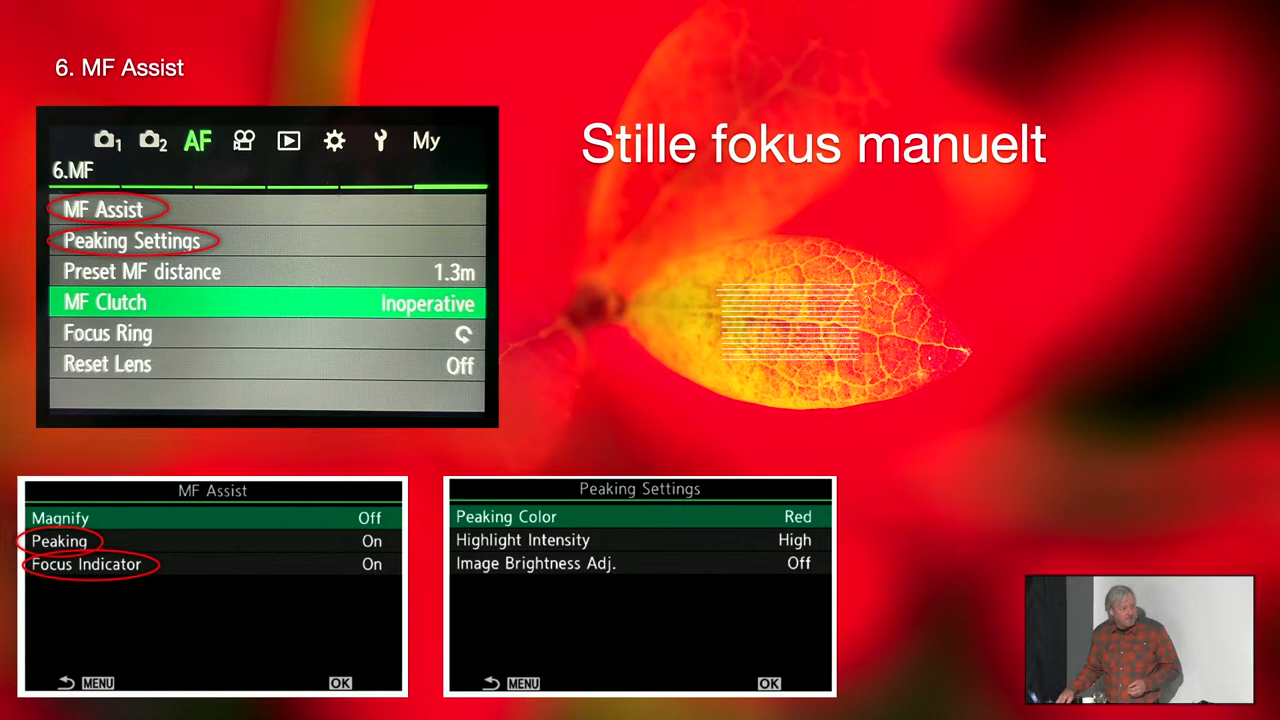 6. MF Assist
Stille fokus manuelt
1 2 AF My
6.MF
MF Assist
Peaking Settings
Preset MF distance 1.3m
MF Clutch Inoperative
Focus Ring
Reset Lens Off
MF Assist
Magnify Off
Peaking On
Focus Indicator On
MENU OK
Peaking Settings
Peaking Color Red
Highlight Intensity High
Image Brightness Adj. Off
MENU OK